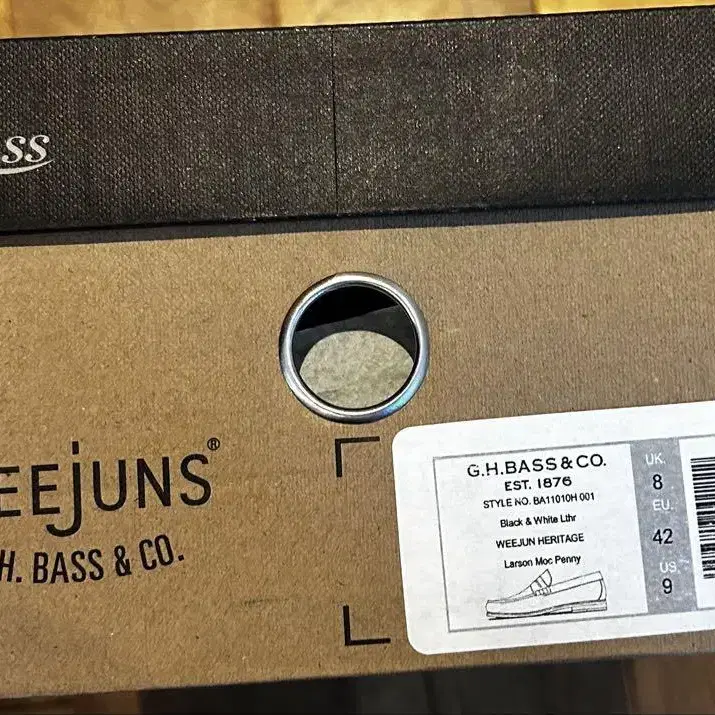 ss
EEJUNS®
H. BASS & CO.
G.H.BASS & CO.
EST. 1876
STYLE NO. BA11010H 001
Black & White Lthr
WEEJUN HERITAGE
Larson Moc Penny
UK.
8
EU.
42
US.
9